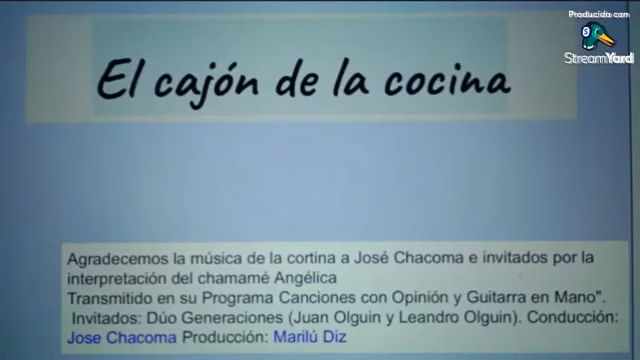 Producido con
StreamYard
El cajón de la cocina
Agradecemos la música de la cortina a José Chacoma e invitados por la
interpretación del chamamé Angélica
Transmitido en su Programa Canciones con Opinión y Guitarra en Mano".
Invitados: Dúo Generaciones (Juan Olguin y Leandro Olguin). Conducción:
Jose Chacoma Producción: Marilú Diz